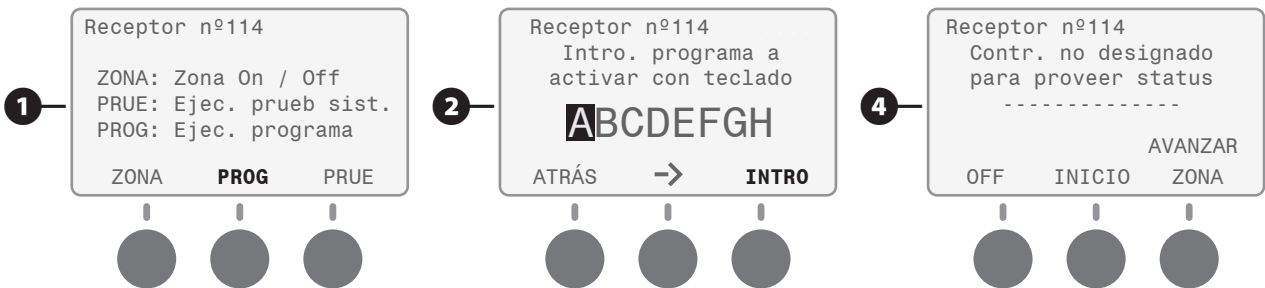 1
Receptor nº114
ZONA: Zona On / Off
PRUE: Ejec. prueb sist.
PROG: Ejec. programa
ZONA PROG PRUE
2
Receptor nº114
Intro. programa a
activar con teclado
ABCDEFGH
ATRÁS → INTRO
4
Receptor nº114
Contr. no designado
para proveer status
--------------
AVANZAR
OFF INICIO ZONA